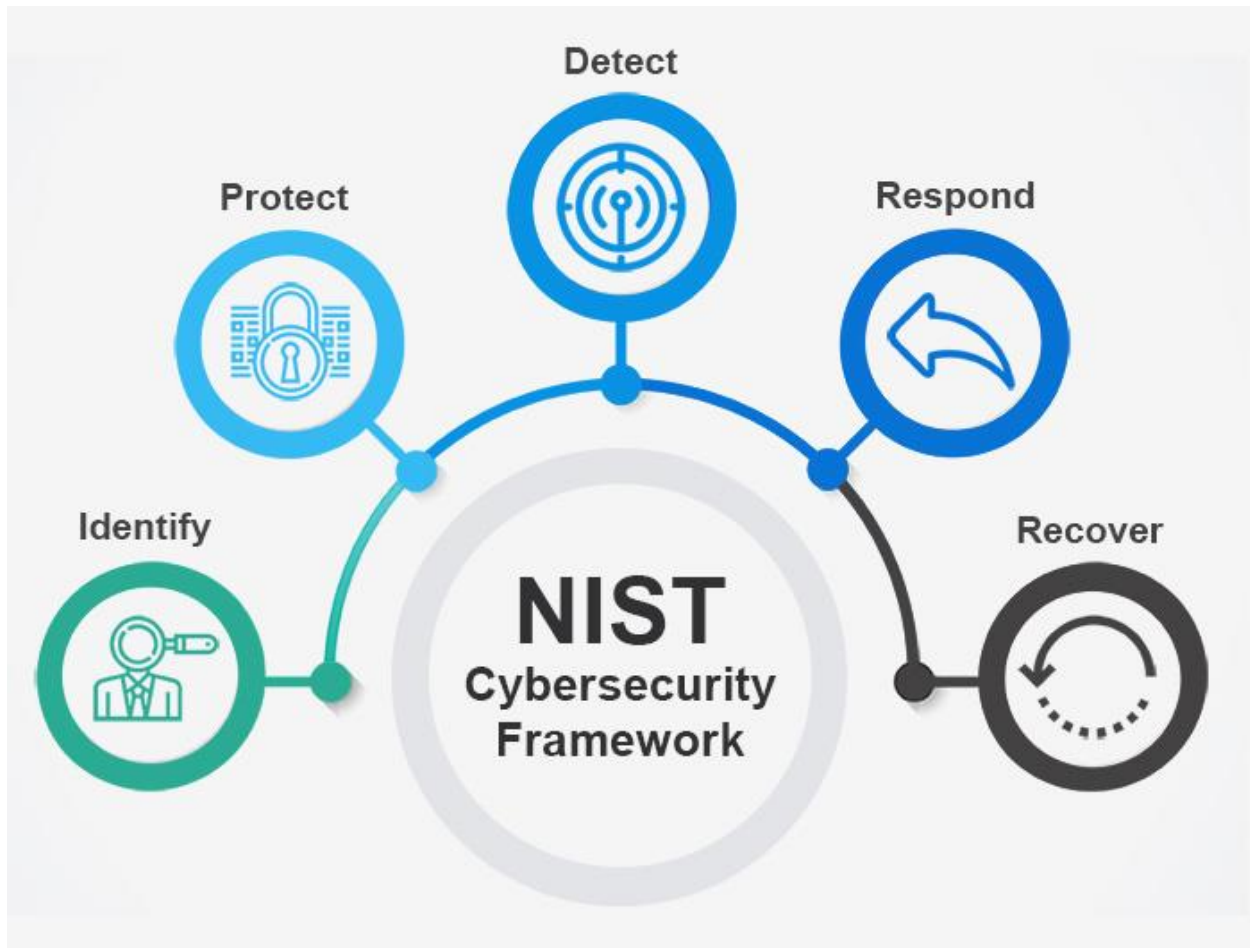 Detect
Protect
Respond
Identify
Recover
NIST
Cybersecurity
Framework